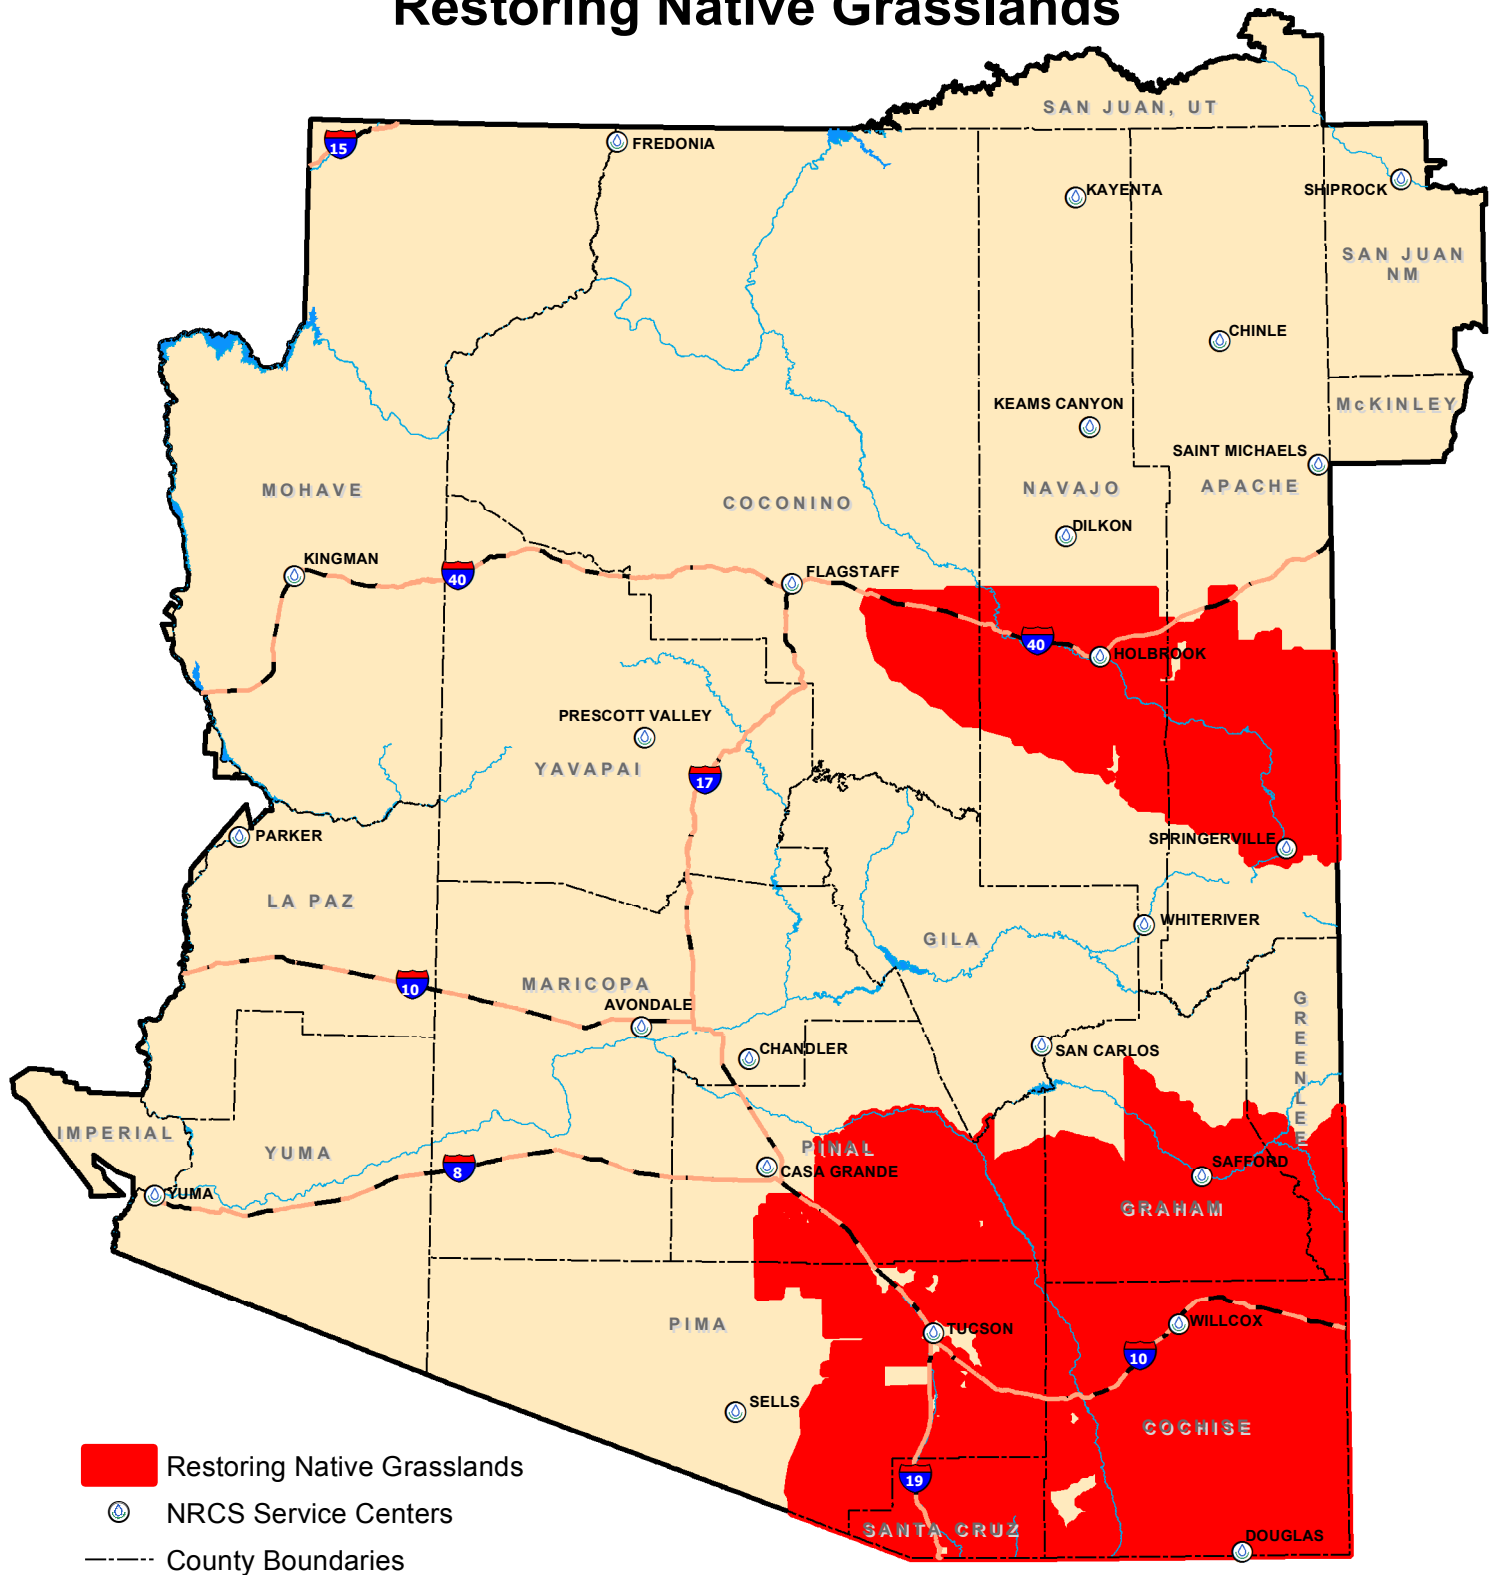 Restoring Native Grasslands
SAN JUAN, UT
15
FREDONIA
KAYENTA
SHIPROCK
SAN JUAN
NM
CHINLE
KEAMS CANYON
McKINLEY
SAINT MICHAELS
MOHAVE
COCONINO
NAVAJO
APACHE
DILKON
KINGMAN
40
FLAGSTAFF
40
HOLBROOK
PRESCOTT VALLEY
YAVAPAI
17
PARKER
SPRINGERVILLE
LA PAZ
WHITERIVER
GILA
MARICOPA
10
AVONDALE
GREENLEE
CHANDLER
SAN CARLOS
IMPERIAL
YUMA
PINAL
8
CASA GRANDE
SAFFORD
YUMA
GRAHAM
PIMA
TUCSON
WILLCOX
10
SELLS
COCHISE
19
SANTA CRUZ
DOUGLAS
Restoring Native Grasslands
NRCS Service Centers
County Boundaries